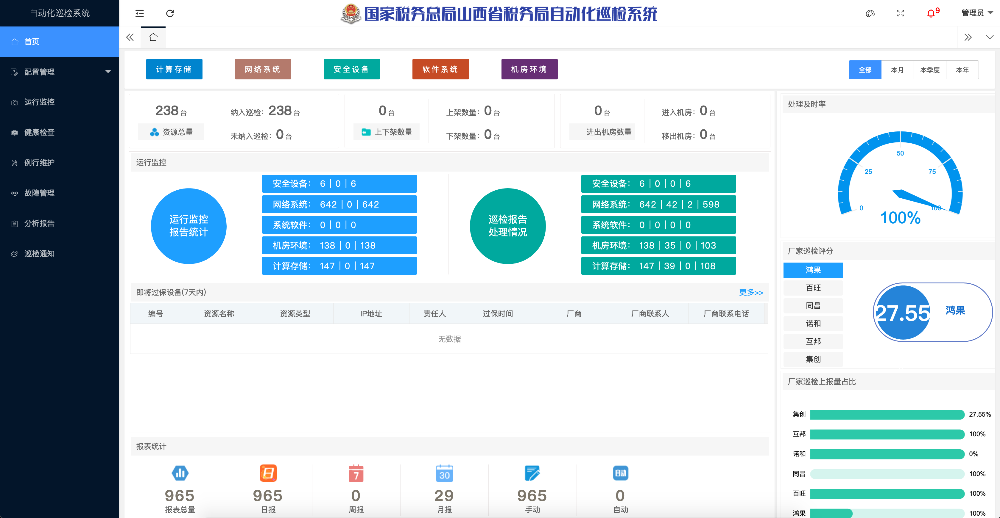 自动化巡检系统
国家税务总局山西省税务局自动化巡检系统
9
管理员
首页
配置管理
运行监控
健康检查
例行维护
故障管理
分析报告
巡检通知
计算存储
网络系统
安全设备
软件系统
机房环境
全部
本月
本季度
本年
238台
资源总量
纳入巡检：238台
未纳入巡检：0台
0台
上下架数量
上架数量：0台
下架数量：0台
0台
进出机房数量
进入机房：0台
移出机房：0台
运行监控
运行监控
报告统计
安全设备： 6 | 0 | 6
网络系统： 642 | 0 | 642
系统软件： 0 | 0 | 0
机房环境： 138 | 0 | 138
计算存储： 147 | 0 | 147
巡检报告
处理情况
安全设备： 6 | 0 | 0 | 6
网络系统： 642 | 42 | 2 | 598
系统软件： 0 | 0 | 0 | 0
机房环境： 138 | 35 | 0 | 103
计算存储： 147 | 39 | 0 | 108
即将过保设备(7天内)
更多>>
编号 资源名称 资源类型 IP地址 责任人 过保时间 厂商 厂商联系人 厂商联系电话
无数据
报表统计
日
7
30
自动
965
报表总量
965
日报
0
周报
29
月报
965
手动
0
自动
处理及时率
0
25
50
75
100
100%
厂家巡检评分
鸿果
百旺
同昌
诺和
互邦
集创
27.55
鸿果
厂家巡检上报量占比
集创 27.55%
互邦 100%
诺和 0%
同昌 100%
百旺 100%
鸿果 100%